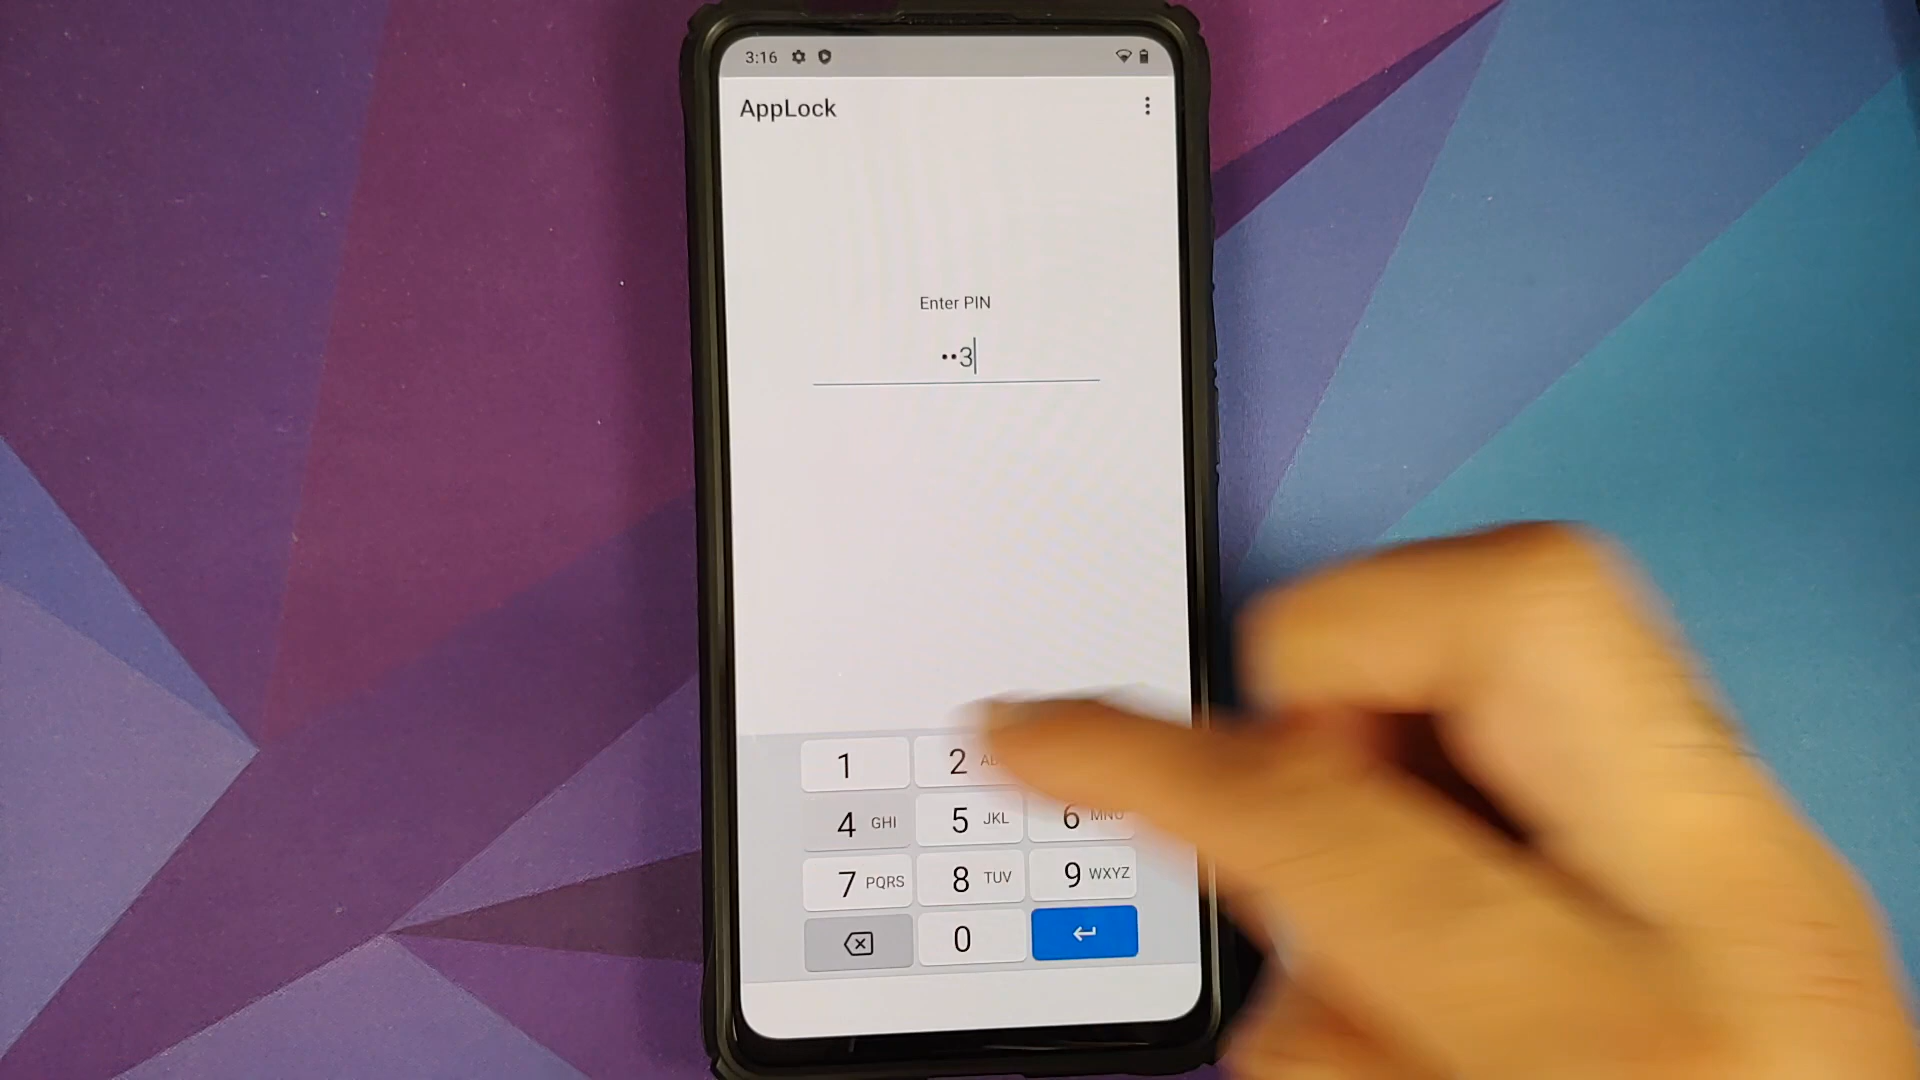 3:16
AppLock
Enter PIN
••3
1
2
4 GHI
5 JKL
6 MNO
7 PQRS
8 TUV
9 WXYZ
0